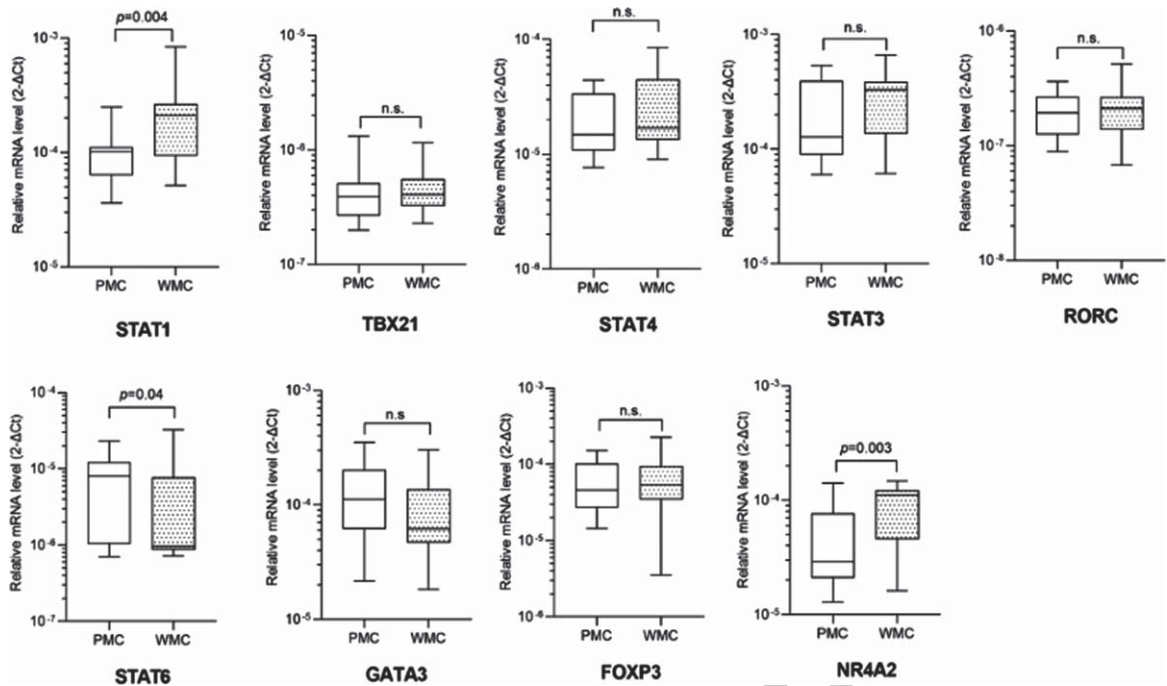 p=0.004
Relative mRNA level (2-ΔCt)
10-3
10-4
10-5
PMC WMC
STAT1
n.s.
Relative mRNA level (2-ΔCt)
10-5
10-6
10-7
PMC WMC
TBX21
n.s.
Relative mRNA level (2-ΔCt)
10-4
10-5
10-6
PMC WMC
STAT4
n.s.
Relative mRNA level (2-ΔCt)
10-3
10-4
10-5
PMC WMC
STAT3
n.s.
Relative mRNA level (2-ΔCt)
10-6
10-7
10-8
PMC WMC
RORC
p=0.04
Relative mRNA level (2-ΔCt)
10-4
10-5
10-6
10-7
PMC WMC
STAT6
n.s
Relative mRNA level (2-ΔCt)
10-3
10-4
10-5
PMC WMC
GATA3
n.s.
Relative mRNA level (2-ΔCt)
10-3
10-4
10-5
10-6
PMC WMC
FOXP3
p=0.003
Relative mRNA level (2-ΔCt)
10-3
10-4
10-5
PMC WMC
NR4A2